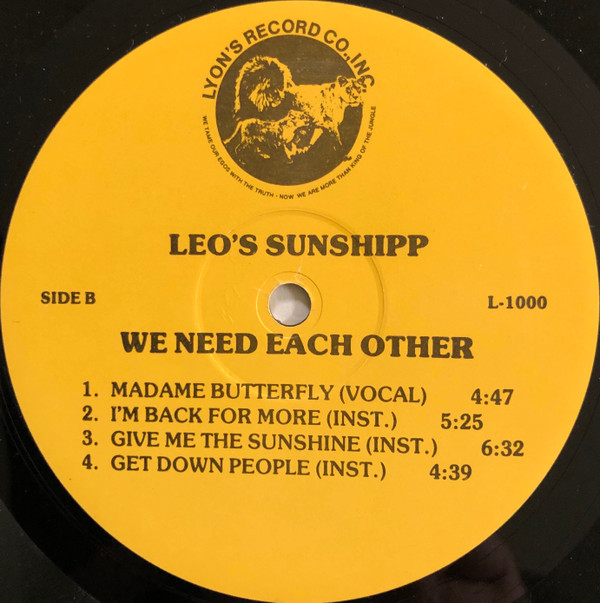 LYON'S RECORD CO., INC.
WE TAME OUR EGOS WITH THE TRUTH - NOW WE ARE MORE THAN KING OF THE JUNGLE
LEO'S SUNSHIPP
SIDE B
L-1000
WE NEED EACH OTHER
1. MADAME BUTTERFLY (VOCAL) 4:47
2. I'M BACK FOR MORE (INST.) 5:25
3. GIVE ME THE SUNSHINE (INST.) 6:32
4. GET DOWN PEOPLE (INST.) 4:39